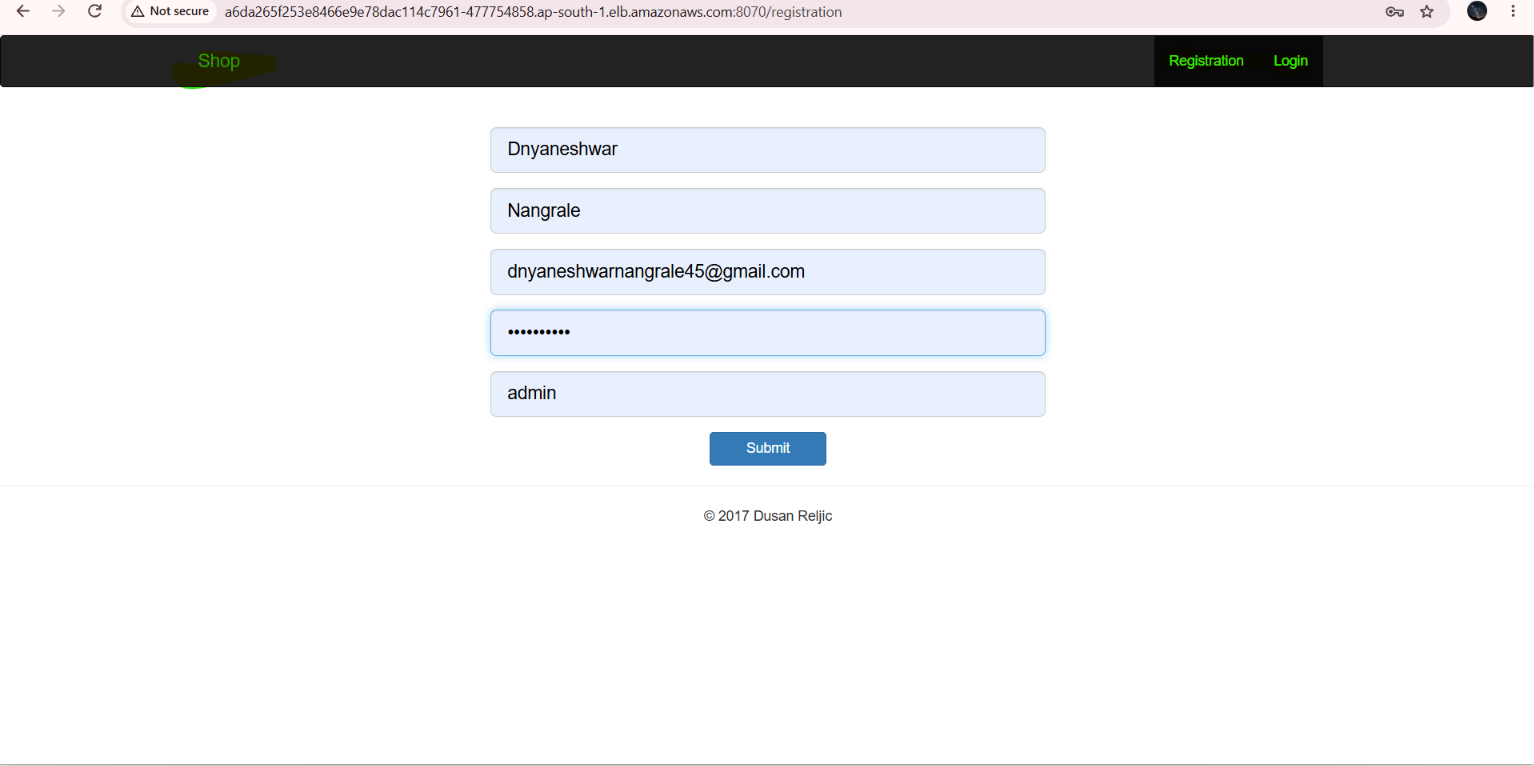 Not secure a6da265f253e8466e9e78dac114c7961-477754858.ap-south-1.elb.amazonaws.com:8070/registration
Shop Registration Login
Dnyaneshwar
Nangrale
dnyaneshwarnangrale45@gmail.com
••••••••••
admin
Submit
© 2017 Dusan Reljic